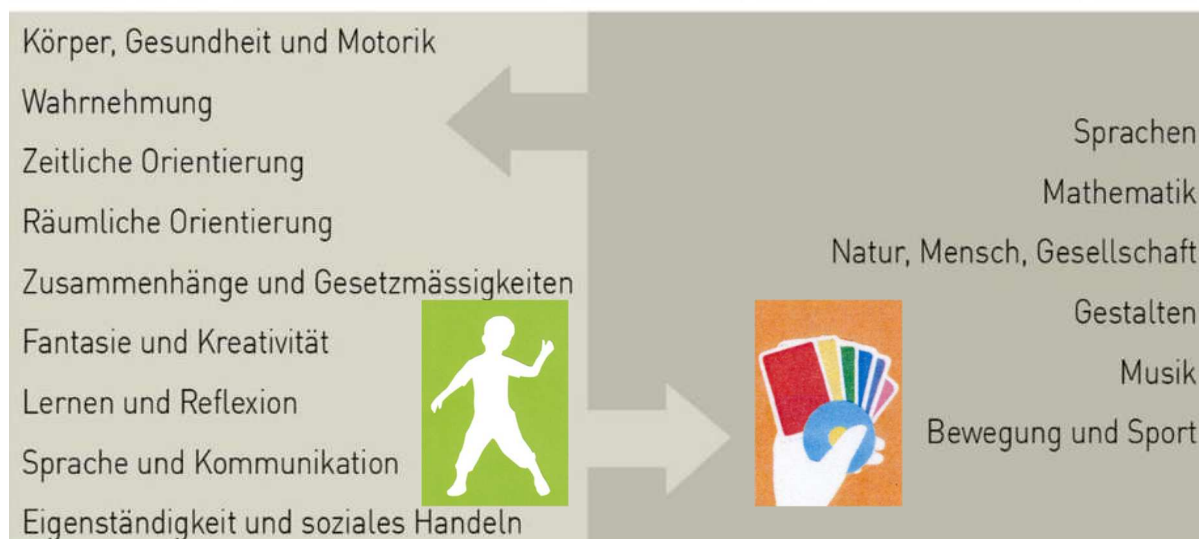 Körper, Gesundheit und Motorik
Wahrnehmung
Zeitliche Orientierung
Räumliche Orientierung
Zusammenhänge und Gesetzmässigkeiten
Fantasie und Kreativität
Lernen und Reflexion
Sprache und Kommunikation
Eigenständigkeit und soziales Handeln
Sprachen
Mathematik
Natur, Mensch, Gesellschaft
Gestalten
Musik
Bewegung und Sport